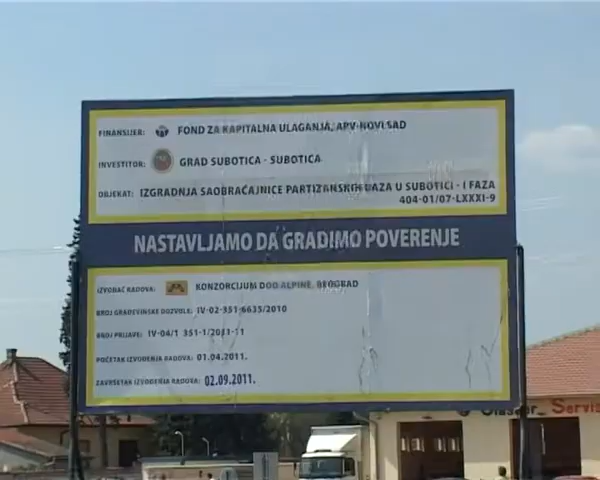 FINANSIJER: FOND ZA KAPITALNA ULAGANJA, APV-NOVI SAD
INVESTITOR: GRAD SUBOTICA - SUBOTICA
OBJEKAT: IZGRADNJA SAOBRAĆAJNICE PARTIZANSKIH BAZA U SUBOTICI - I FAZA
404-01/07-LXXXI-9
NASTAVLJAMO DA GRADIMO POVERENJE
IZVOĐAČ RADOVA: KONZORCIJUM DOO ALPINE, BEOGRAD
BROJ GRAĐEVINSKE DOZVOLE: IV-02-351-6635/2010
BROJ PRIJAVE: IV-04/1 351-1/2011-11
POČETAK IZVOĐENJA RADOVA: 01.04.2011.
ZAVRŠETAK IZVOĐENJA RADOVA: 02.09.2011.
Servis